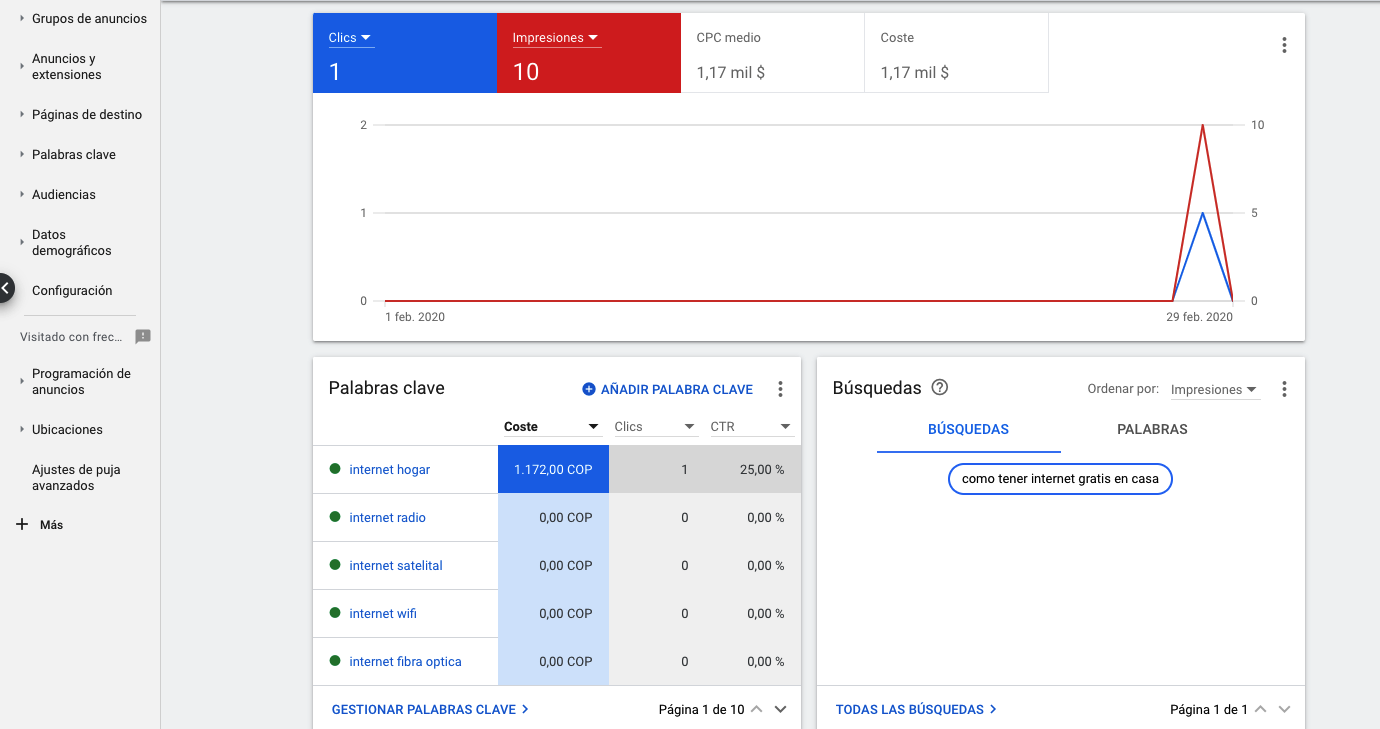 Grupos de anuncios
Anuncios y
extensiones
Páginas de destino
Palabras clave
Audiencias
Datos
demográficos
Configuración
Visitado con frec...
Programación de
anuncios
Ubicaciones
Ajustes de puja
avanzados
Más
Clics
Impresiones
CPC medio
Coste
1
10
1,17 mil $
1,17 mil $
2
10
1
5
0
0
1 feb. 2020
29 feb. 2020
Palabras clave
AÑADIR PALABRA CLAVE
Coste
Clics
CTR
internet hogar
1.172,00 COP
1
25,00 %
internet radio
0,00 COP
0
0,00 %
internet satelital
0,00 COP
0
0,00 %
internet wifi
0,00 COP
0
0,00 %
internet fibra optica
0,00 COP
0
0,00 %
GESTIONAR PALABRAS CLAVE
Página 1 de 10
Búsquedas
Ordenar por:
Impresiones
BÚSQUEDAS
PALABRAS
como tener internet gratis en casa
TODAS LAS BÚSQUEDAS
Página 1 de 1